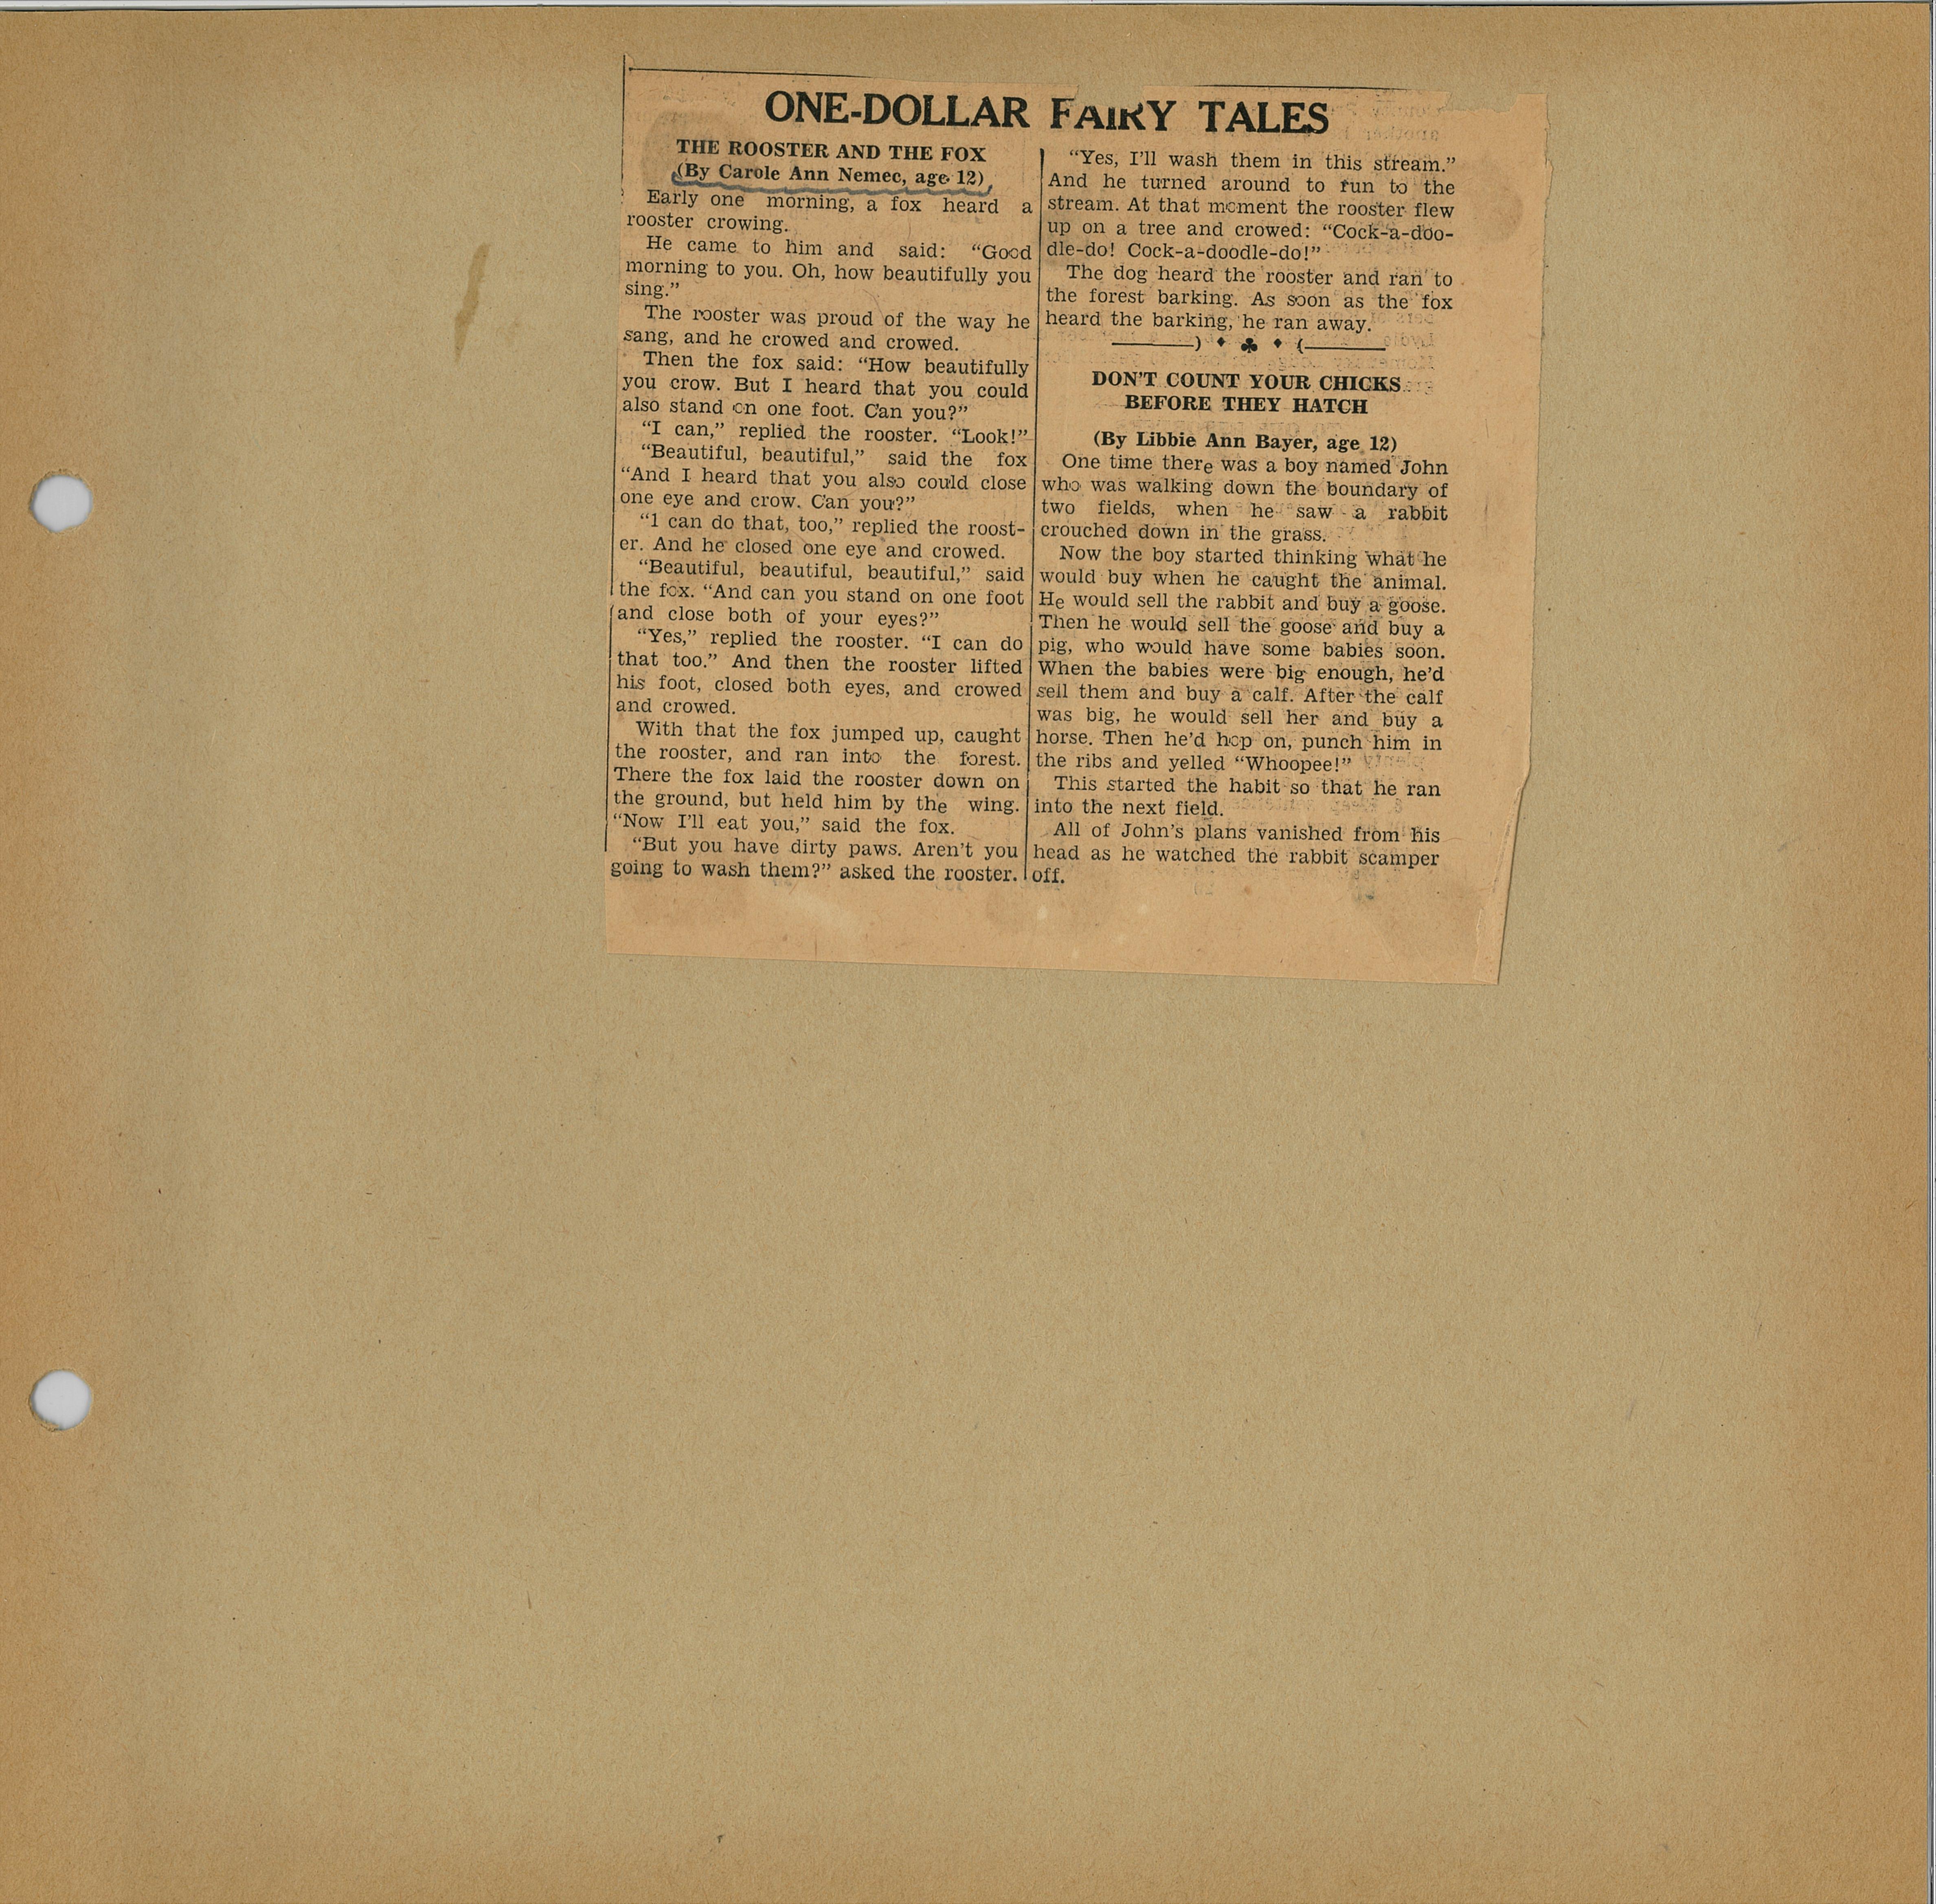 ONE-DOLLAR FAIRY TALES
THE ROOSTER AND THE FOX
(By Carole Ann Nemec, age 12)
Early one morning, a fox heard a
rooster crowing.
He came to him and said: “Good
morning to you. Oh, how beautifully you
sing.”
The rooster was proud of the way he
sang, and he crowed and crowed.
Then the fox said: “How beautifully
you crow. But I heard that you could
also stand on one foot. Can you?”
“I can,” replied the rooster. “Look!”
“Beautiful, beautiful,” said the fox
“And I heard that you also could close
one eye and crow. Can you?”
“I can do that, too,” replied the roost-
er. And he closed one eye and crowed.
“Beautiful, beautiful, beautiful,” said
the fox. “And can you stand on one foot
and close both of your eyes?”
“Yes,” replied the rooster. “I can do
that too.” And then the rooster lifted
his foot, closed both eyes, and crowed
and crowed.
With that the fox jumped up, caught
the rooster, and ran into the forest.
There the fox laid the rooster down on
the ground, but held him by the wing.
“Now I’ll eat you,” said the fox.
“But you have dirty paws. Aren’t you
going to wash them?” asked the rooster.
“Yes, I’ll wash them in this stream.”
And he turned around to run to the
stream. At that moment the rooster flew
up on a tree and crowed: “Cock-a-doo-
dle-do! Cock-a-doodle-do!”
The dog heard the rooster and ran to
the forest barking. As soon as the fox
heard the barking, he ran away.
DON’T COUNT YOUR CHICKS
BEFORE THEY HATCH
(By Libbie Ann Bayer, age 12)
One time there was a boy named John
who was walking down the boundary of
two fields, when he saw a rabbit
crouched down in the grass.
Now the boy started thinking what he
would buy when he caught the animal.
He would sell the rabbit and buy a goose.
Then he would sell the goose and buy a
pig, who would have some babies soon.
When the babies were big enough, he’d
sell them and buy a calf. After the calf
was big, he would sell her and buy a
horse. Then he’d hop on, punch him in
the ribs and yelled “Whoopee!”
This started the habit so that he ran
into the next field.
All of John’s plans vanished from his
head as he watched the rabbit scamper
off.